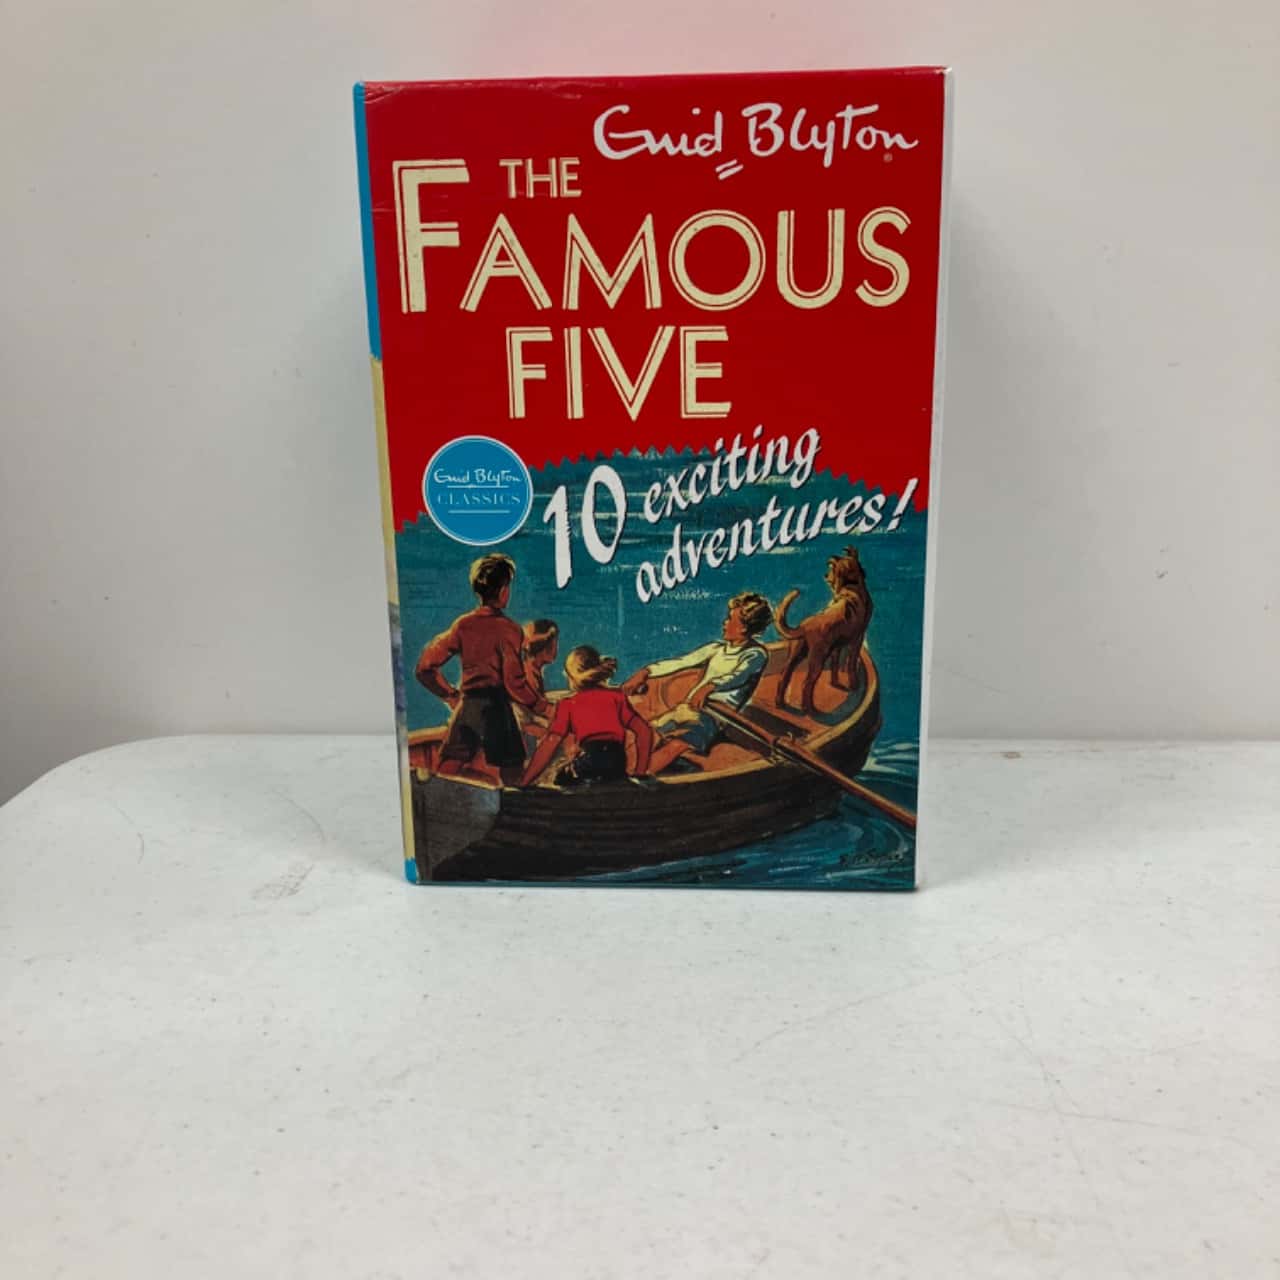 Enid Blyton®
THE
FAMOUS
FIVE
10 exciting
adventures!
Enid Blyton
CLASSICS